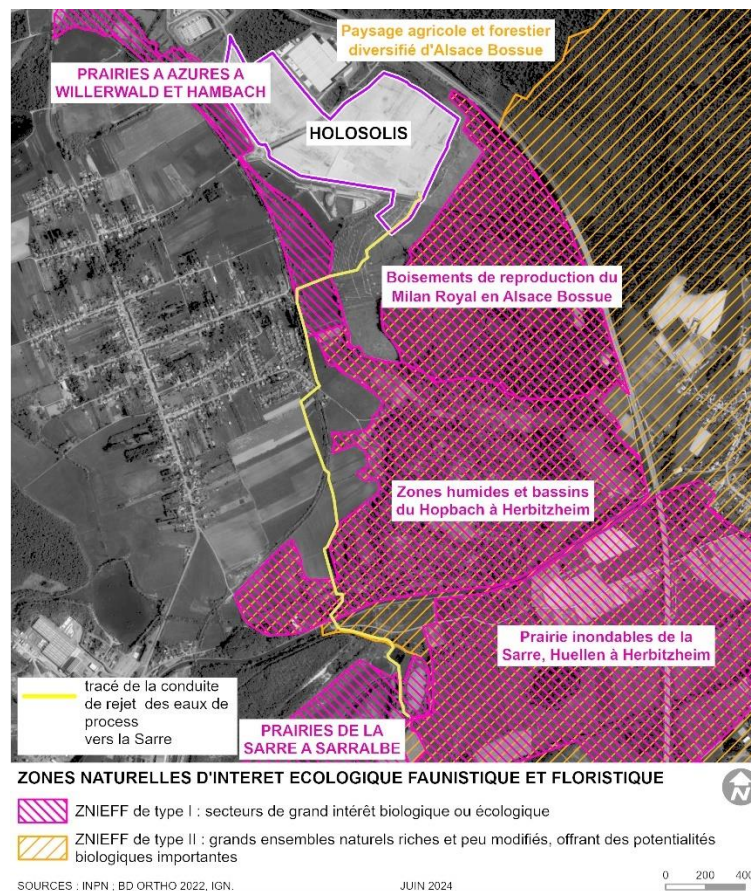 Paysage agricole et forestier
diversifié d'Alsace Bossue
PRAIRIES A AZURES A
WILLERWALD ET HAMBACH
HOLOSOLIS
Boisements de reproduction du
Milan Royal en Alsace Bossue
Zones humides et bassins
du Hopbach à Herbitzheim
Prairie inondables de la
Sarre, Huellen à Herbitzheim
tracé de la conduite
de rejet des eaux de
process
vers la Sarre
PRAIRIES DE LA
SARRE A SARRALBE
ZONES NATURELLES D'INTERET ECOLOGIQUE FAUNISTIQUE ET FLORISTIQUE
N
ZNIEFF de type I : secteurs de grand intérêt biologique ou écologique
ZNIEFF de type II : grands ensembles naturels riches et peu modifiés, offrant des potentialités
biologiques importantes
SOURCES : INPN ; BD ORTHO 2022, IGN.
JUIN 2024
0 200 400